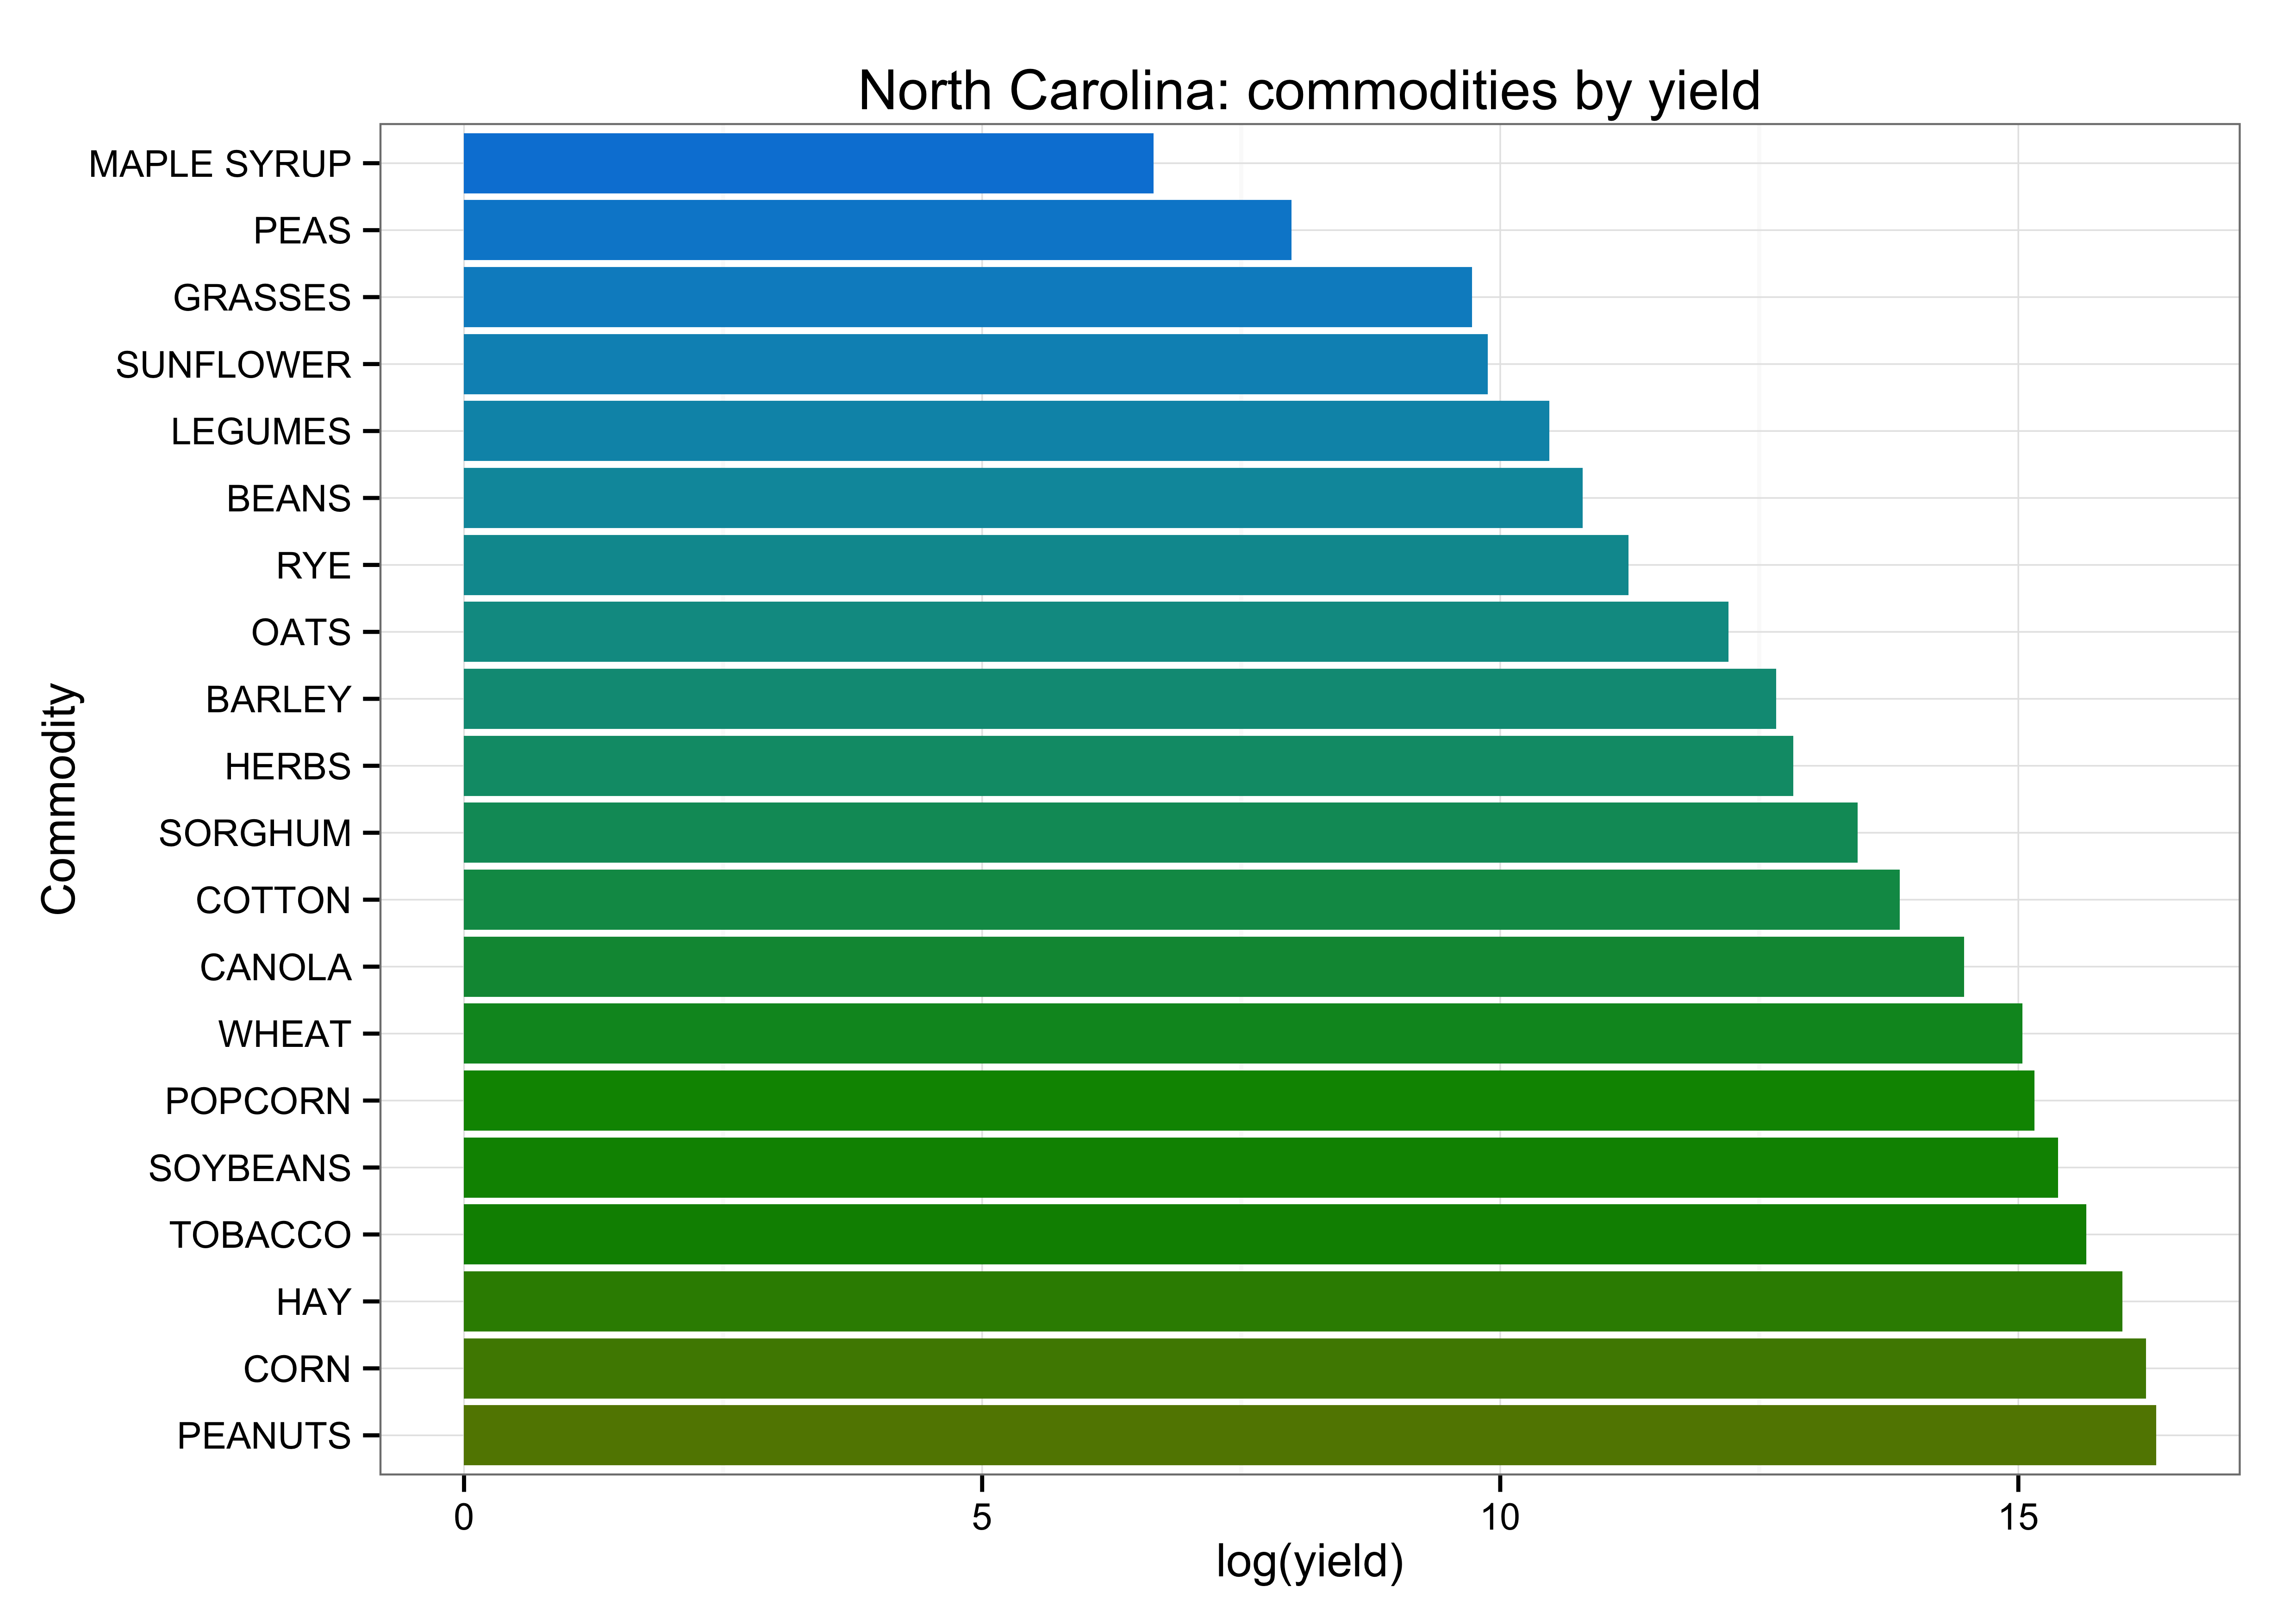 North Carolina: commodities by yield
MAPLE SYRUP
PEAS
GRASSES
SUNFLOWER
LEGUMES
BEANS
RYE
OATS
BARLEY
HERBS
SORGHUM
COTTON
CANOLA
WHEAT
POPCORN
SOYBEANS
TOBACCO
HAY
CORN
PEANUTS
Commodity
0 5 10 15
log(yield)